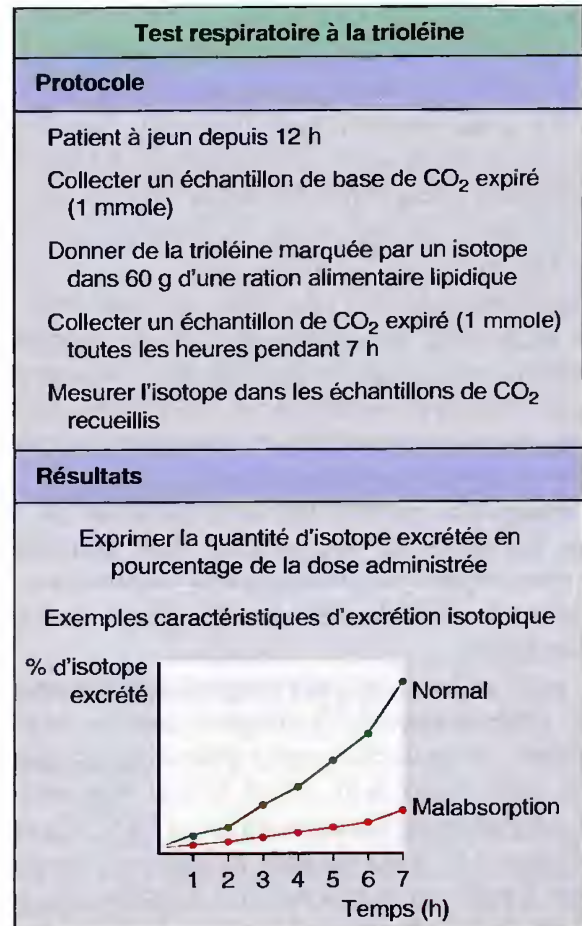 Test respiratoire à la trioléine
Protocole
Patient à jeun depuis 12 h
Collecter un échantillon de base de CO₂ expiré
(1 mmole)
Donner de la trioléine marquée par un isotope
dans 60 g d'une ration alimentaire lipidique
Collecter un échantillon de CO₂ expiré (1 mmole)
toutes les heures pendant 7 h
Mesurer l'isotope dans les échantillons de CO₂
recueillis
Résultats
Exprimer la quantité d'isotope excrétée en
pourcentage de la dose administrée
Exemples caractéristiques d'excrétion isotopique
% d'isotope
excrété
Normal
Malabsorption
1 2 3 4 5 6 7
Temps (h)